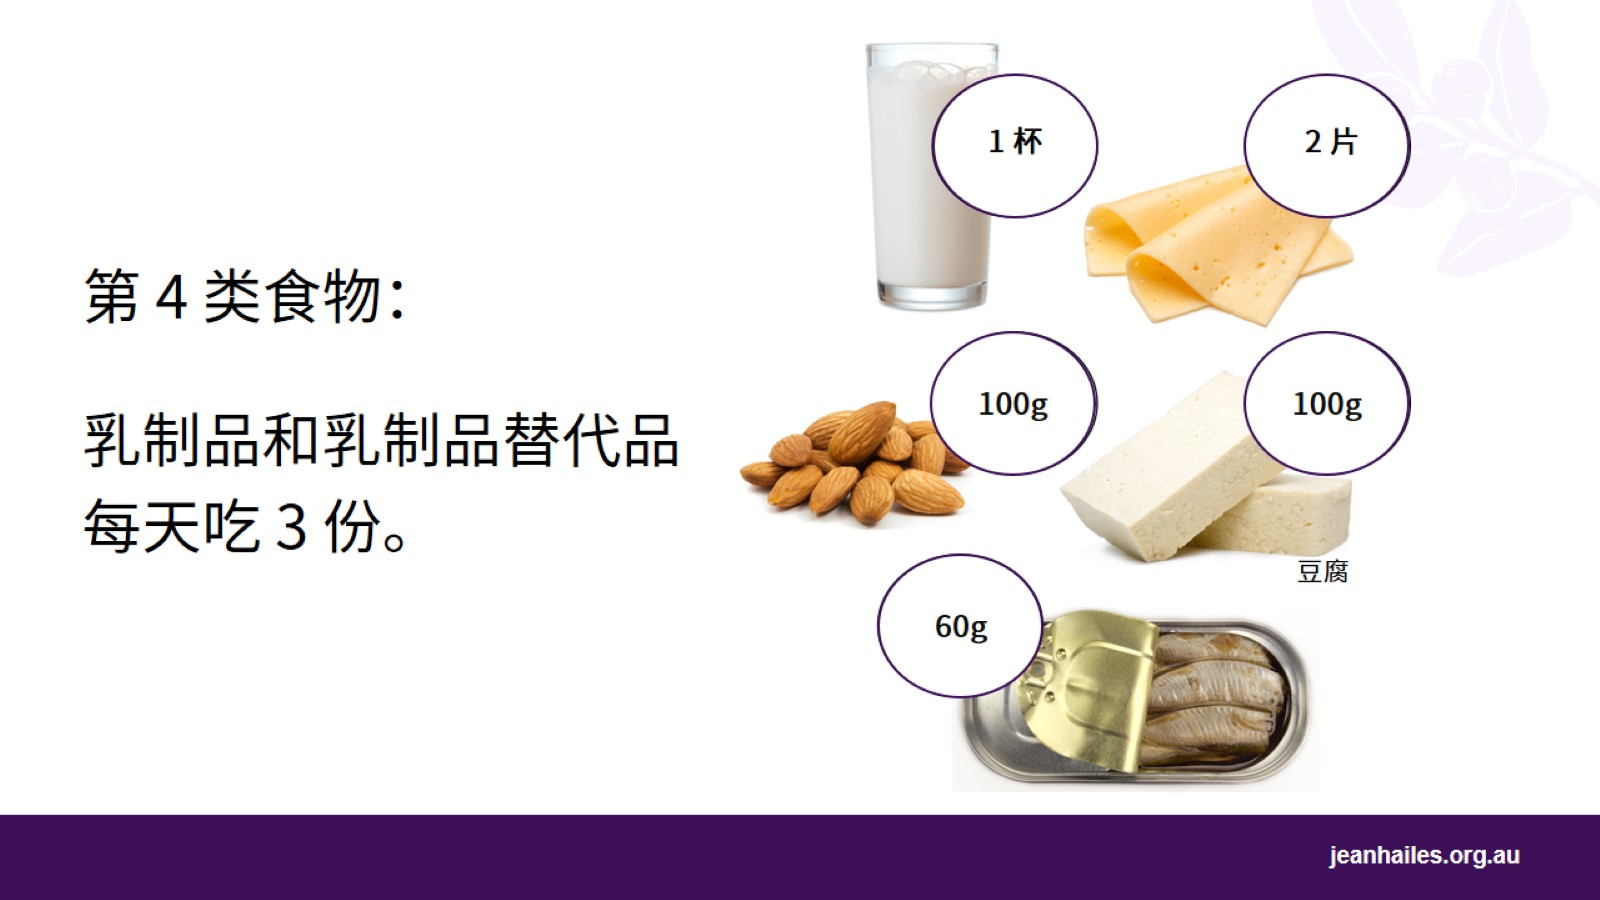 第 4 类食物：
乳制品和乳制品替代品
每天吃 3 份。
1 杯
2 片
100g
100g
豆腐
60g
jeanhailes.org.au